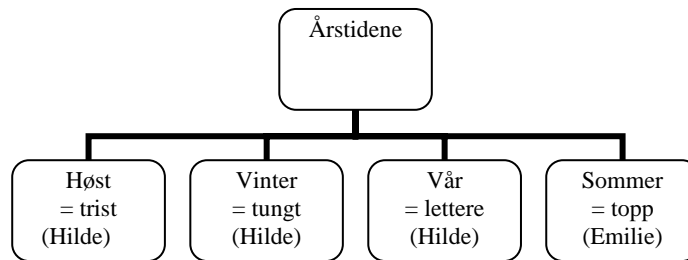 Årstidene
Høst
= trist
(Hilde)
Vinter
= tungt
(Hilde)
Vår
= lettere
(Hilde)
Sommer
= topp
(Emilie)